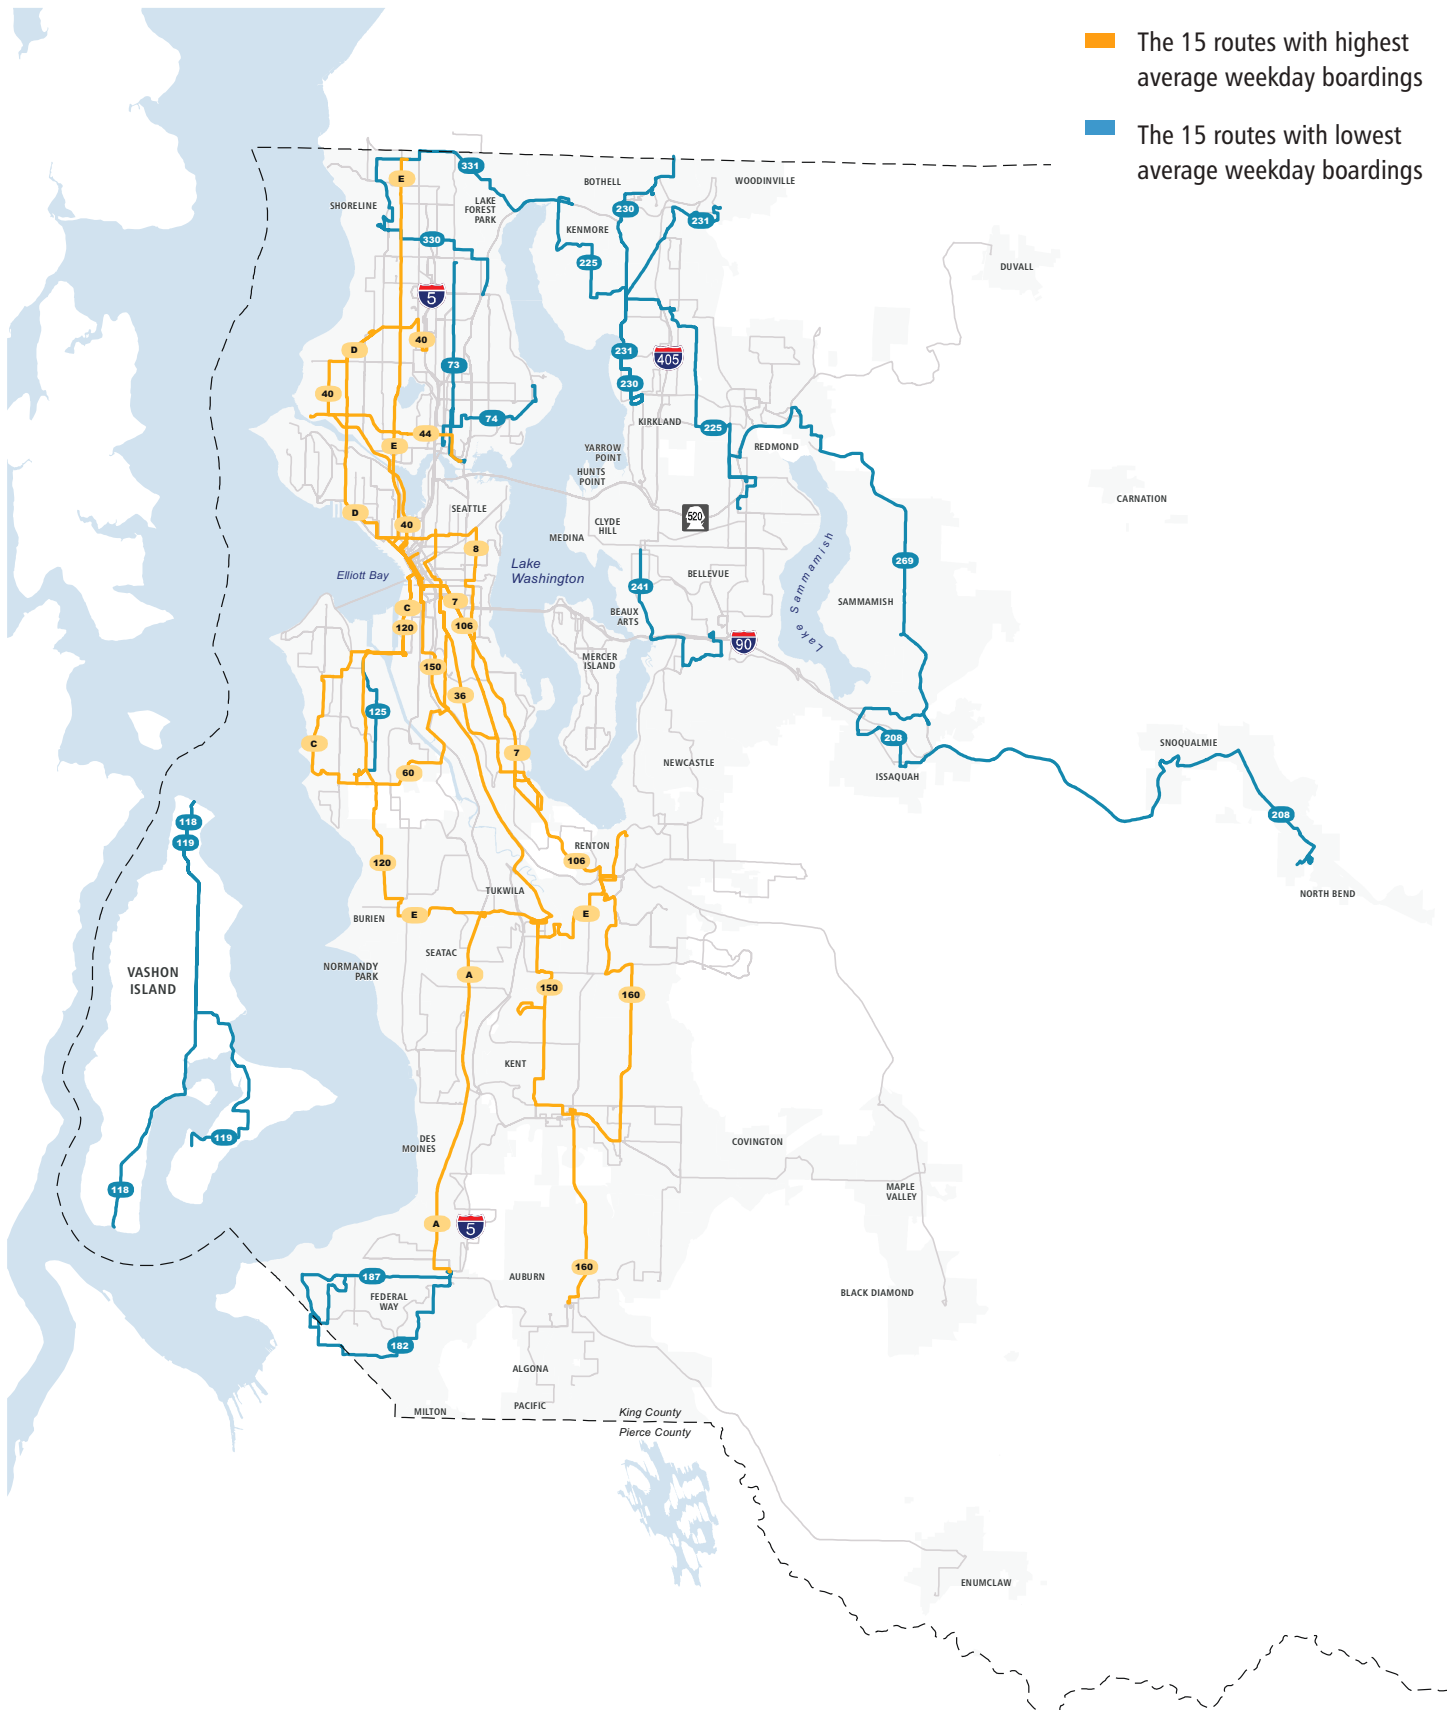 The 15 routes with highest
average weekday boardings
The 15 routes with lowest
average weekday boardings
331
E
BOTHELL
WOODINVILLE
SHORELINE
LAKE
FOREST
PARK
230
231
KENMORE
330
225
DUVALL
5
40
D
231
405
73
230
40
74
KIRKLAND
225
44
E
YARROW
POINT
REDMOND
HUNTS
POINT
CARNATION
D
SEATTLE
520
40
CLYDE
HILL
MEDINA
8
Lake
Washington
Elliott Bay
BELLEVUE
269
241
Lake Sammamish
SAMMAMISH
C
7
BEAUX
ARTS
120
106
90
MERCER
ISLAND
150
36
125
C
7
208
SNOQUALMIE
NEWCASTLE
60
ISSAQUAH
118
119
208
RENTON
120
106
TUKWILA
NORTH BEND
BURIEN
E
E
SEATAC
NORMANDY
PARK
VASHON
ISLAND
A
150
160
KENT
119
DES
MOINES
COVINGTON
118
MAPLE
VALLEY
A
5
160
187
AUBURN
FEDERAL
WAY
BLACK DIAMOND
182
ALGONA
PACIFIC
MILTON
King County
Pierce County
ENUMCLAW